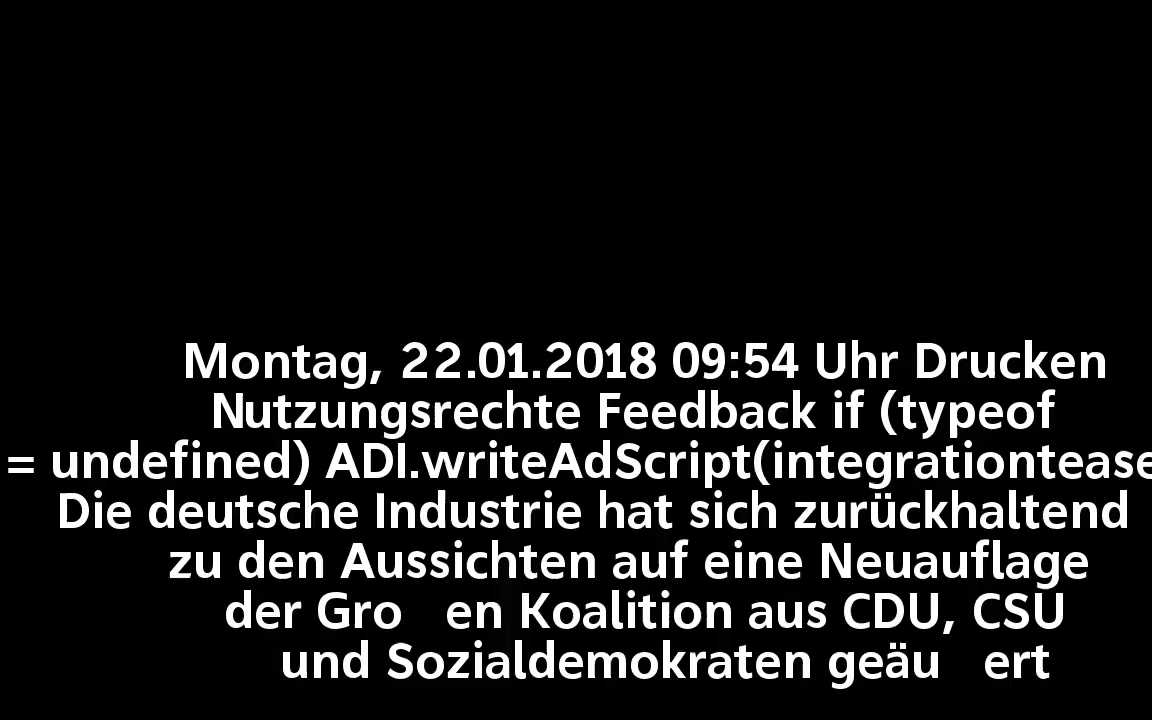 Montag, 22.01.2018 09:54 Uhr Drucken
Nutzungsrechte Feedback if (typeof
= undefined) ADI.writeAdScript(integrationtease
Die deutsche Industrie hat sich zurückhaltend
zu den Aussichten auf eine Neuauflage
der Gro en Koalition aus CDU, CSU
und Sozialdemokraten geäu ert